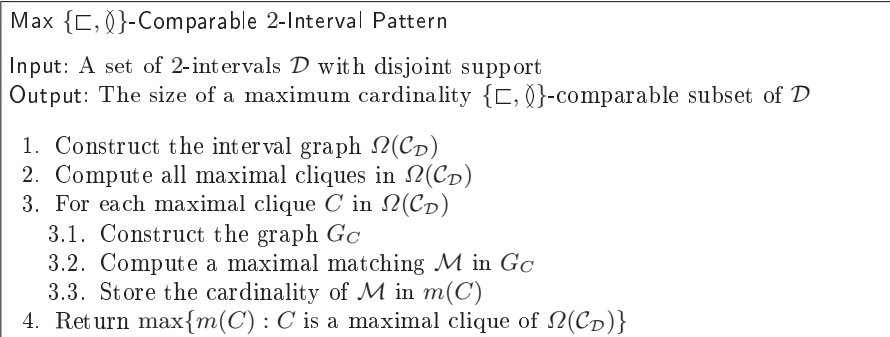 Max {⊏, ≬}-Comparable 2-Interval Pattern
Input: A set of 2-intervals 𝒟 with disjoint support
Output: The size of a maximum cardinality {⊏, ≬}-comparable subset of 𝒟
1. Construct the interval graph Ω(𝒞_𝒟)
2. Compute all maximal cliques in Ω(𝒞_𝒟)
3. For each maximal clique C in Ω(𝒞_𝒟)
3.1. Construct the graph G_C
3.2. Compute a maximal matching ℳ in G_C
3.3. Store the cardinality of ℳ in m(C)
4. Return max{m(C) : C is a maximal clique of Ω(𝒞_𝒟)}